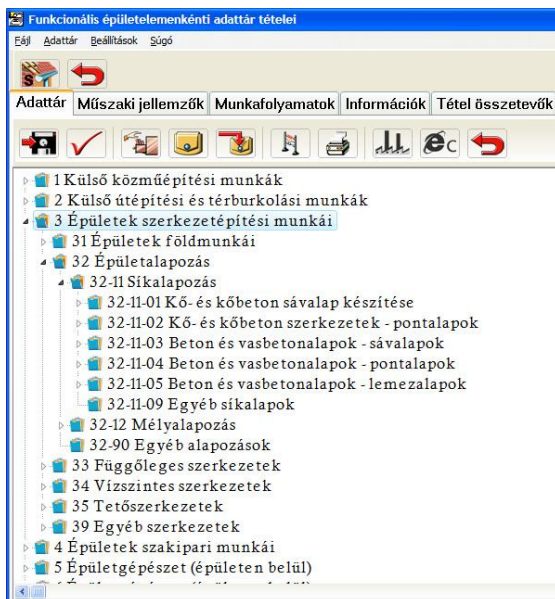 Funkcionális épületelemenkénti adattár tételei
Fájl Adattár Beállítások Súgó
Adattár Műszaki jellemzők Munkafolyamatok Információk Tétel összetevők
1 Külső közműépítési munkák
2 Külső útépítési és térburkolási munkák
3 Épületek szerkezetépítési munkái
31 Épületek földmunkái
32 Épületalapozás
32-11 Síkalapozás
32-11-01 Kő- és kőbeton sávalap készítése
32-11-02 Kő- és kőbeton szerkezetek - pontalapok
32-11-03 Beton és vasbetonalapok - sávalapok
32-11-04 Beton és vasbetonalapok - pontalapok
32-11-05 Beton és vasbetonalapok - lemezalapok
32-11-09 Egyéb síkalapok
32-12 Mélyalapozás
32-90 Egyéb alapozások
33 Függőleges szerkezetek
34 Vízszintes szerkezetek
35 Tetőszerkezetek
39 Egyéb szerkezetek
4 Épületek szakipari munkái
5 Épületgépészet (épületen belül)